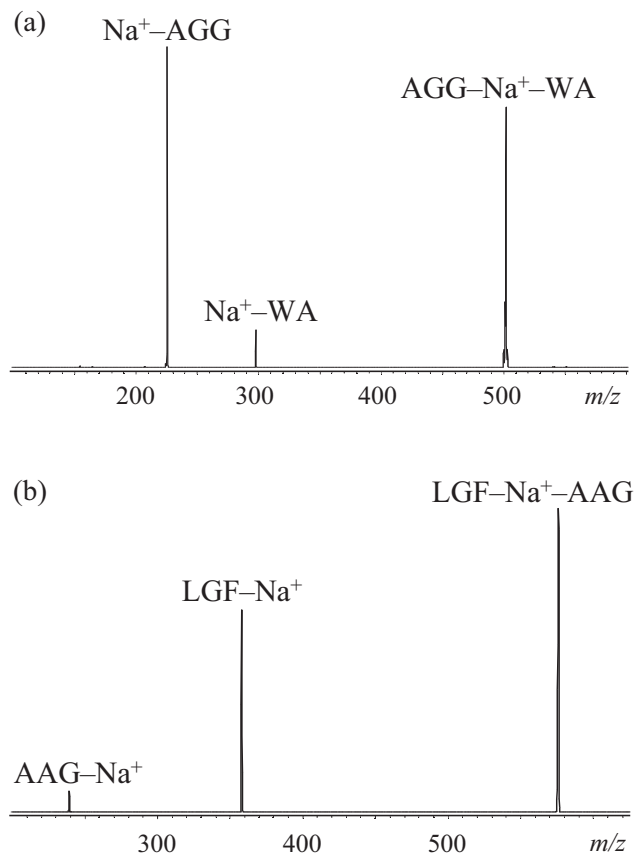 (a)
Na⁺–AGG
AGG–Na⁺–WA
Na⁺–WA
200 300 400 500 m/z
(b)
LGF–Na⁺–AAG
LGF–Na⁺
AAG–Na⁺
300 400 500 m/z